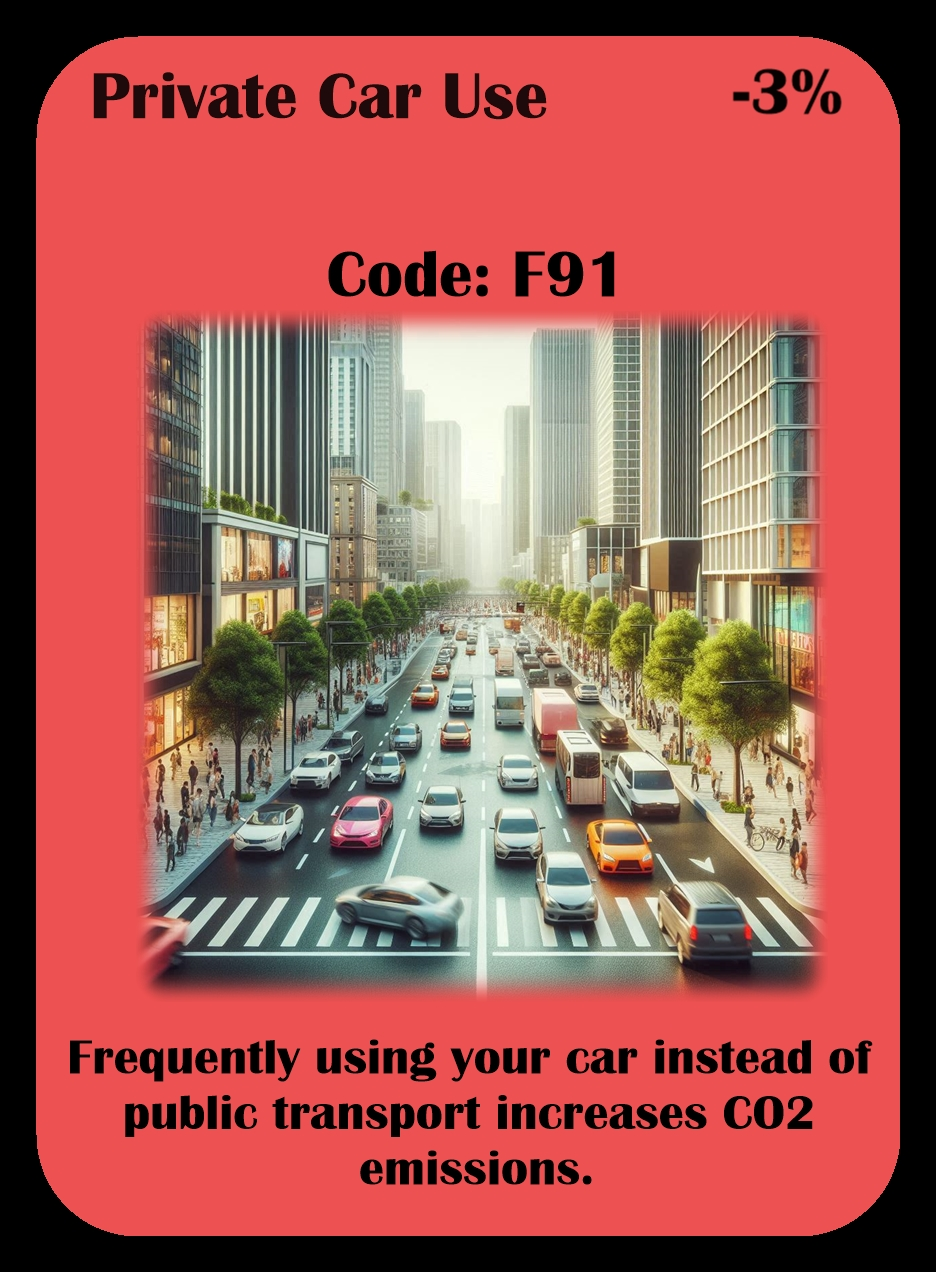 Private Car Use
-3%
Code: F91
Frequently using your car instead of
public transport increases CO2
emissions.